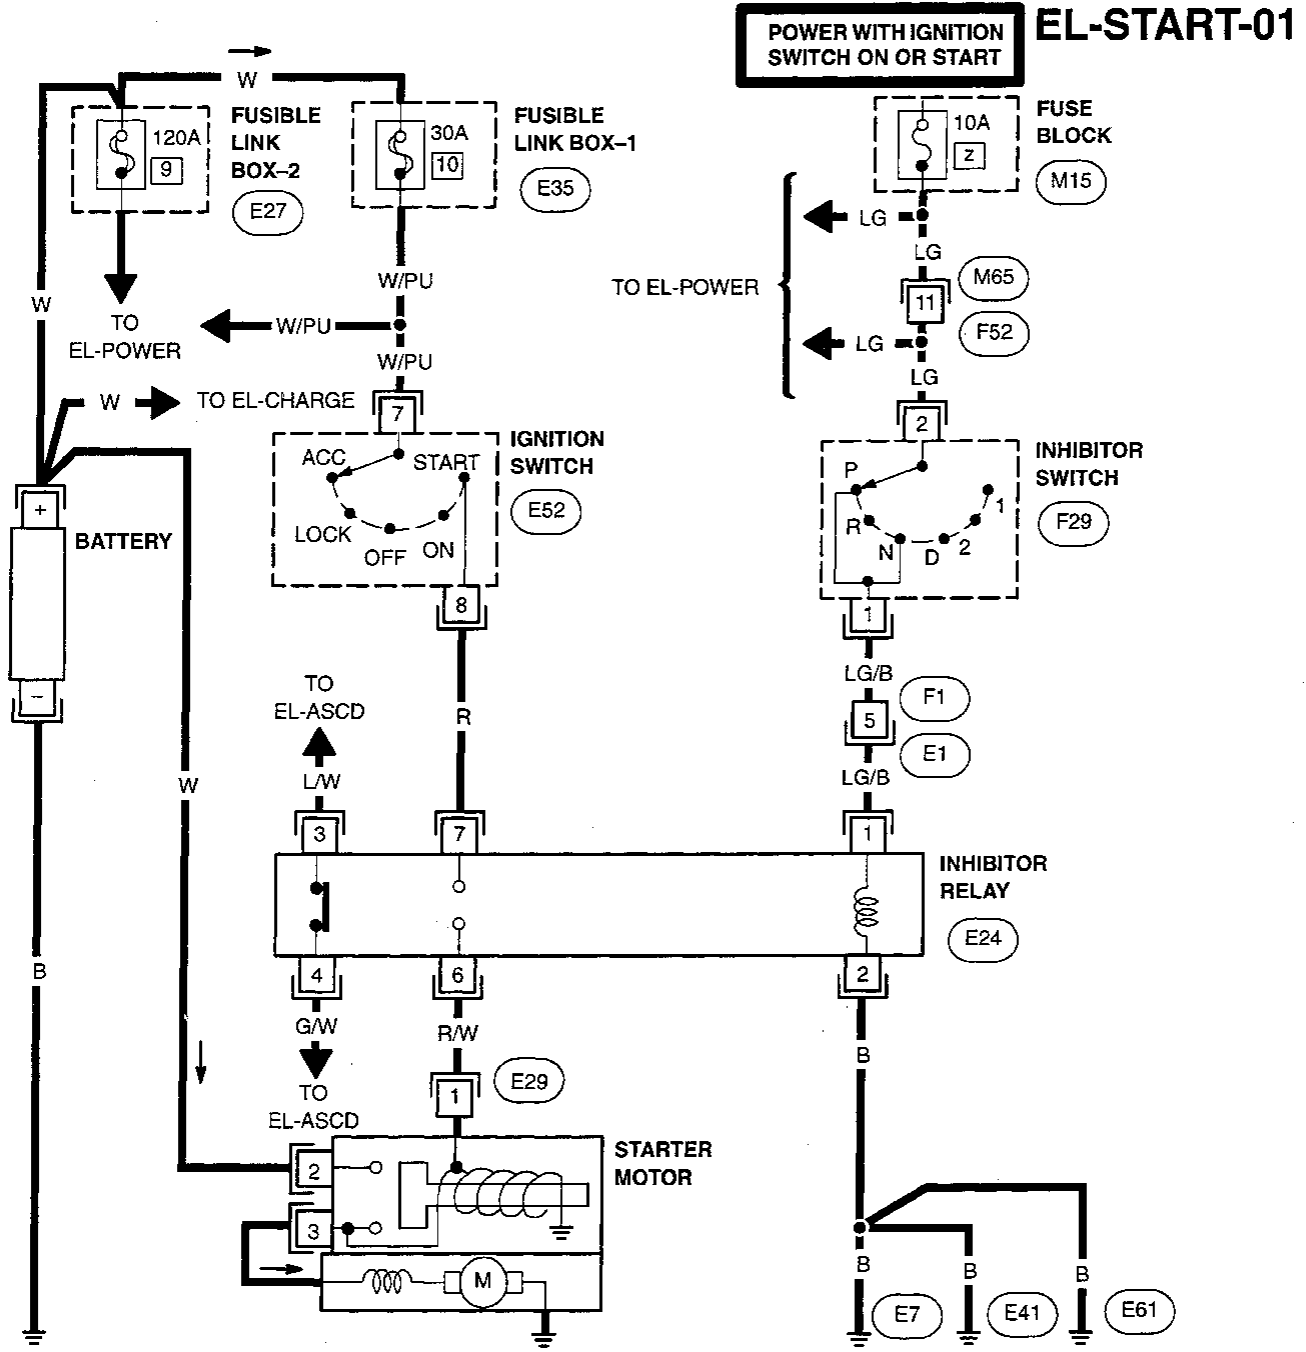 POWER WITH IGNITION
SWITCH ON OR START
EL-START-01
W
120A
9
FUSIBLE
LINK
BOX–2
E27
30A
10
FUSIBLE
LINK BOX–1
E35
10A
Z
FUSE
BLOCK
M15
LG
LG
TO EL-POWER
11
M65
F52
LG
LG
W/PU
W
TO
EL-POWER
W/PU
W/PU
W
TO EL-CHARGE
7
2
IGNITION
SWITCH
E52
ACC
START
LOCK
OFF
ON
8
INHIBITOR
SWITCH
F29
P
R
N
D
2
1
1
+
BATTERY
–
LG/B
5
F1
E1
LG/B
TO
EL-ASCD
L/W
R
W
3
7
1
INHIBITOR
RELAY
E24
4
6
2
B
G/W
TO
EL-ASCD
R/W
1
E29
B
STARTER
MOTOR
2
3
M
B
B
B
E7
E41
E61